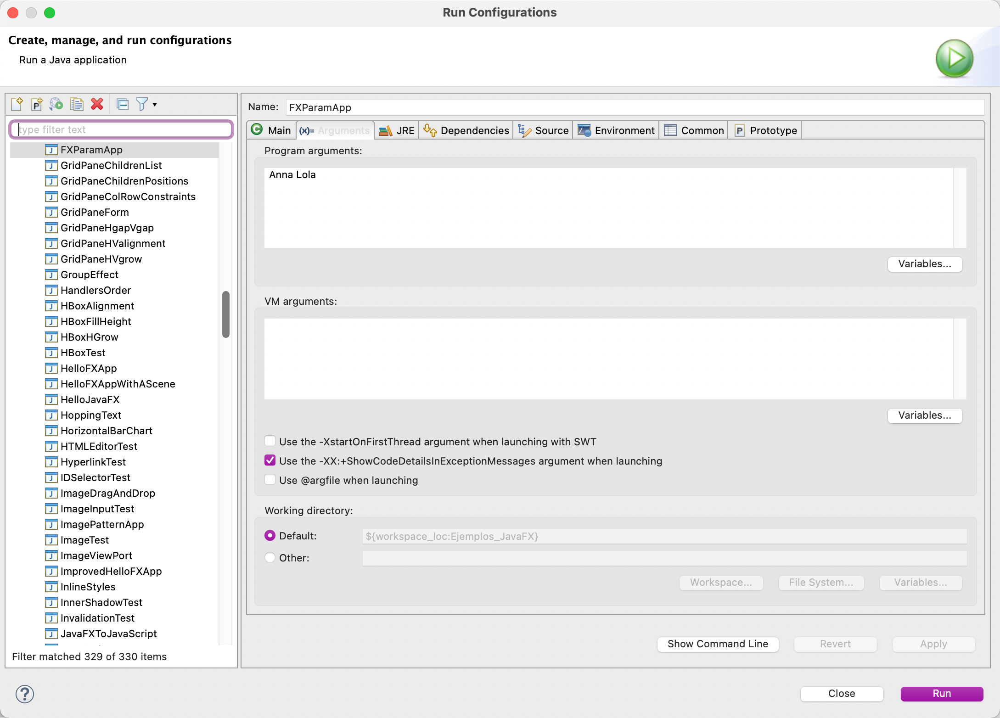 Run Configurations
Create, manage, and run configurations
Run a Java application
type filter text
FXParamApp
GridPaneChildrenList
GridPaneChildrenPositions
GridPaneColRowConstraints
GridPaneForm
GridPaneHgapVgap
GridPaneHValignment
GridPaneHVgrow
GroupEffect
HandlersOrder
HBoxAlignment
HBoxFillHeight
HBoxHGrow
HBoxTest
HelloFXApp
HelloFXAppWithAScene
HelloJavaFX
HoppingText
HorizontalBarChart
HTMLEditorTest
HyperlinkTest
IDSelectorTest
ImageDragAndDrop
ImageInputTest
ImagePatternApp
ImageTest
ImageViewPort
ImprovedHelloFXApp
InlineStyles
InnerShadowTest
InvalidationTest
JavaFXToJavaScript
Filter matched 329 of 330 items
Name: FXParamApp
Main (x)= Arguments JRE Dependencies Source Environment Common P Prototype
Program arguments:
Anna Lola
Variables...
VM arguments:
Variables...
Use the -XstartOnFirstThread argument when launching with SWT
Use the -XX:+ShowCodeDetailsInExceptionMessages argument when launching
Use @argfile when launching
Working directory:
Default: ${workspace_loc:Ejemplos_JavaFX}
Other:
Workspace... File System... Variables...
Show Command Line Revert Apply
? Close Run